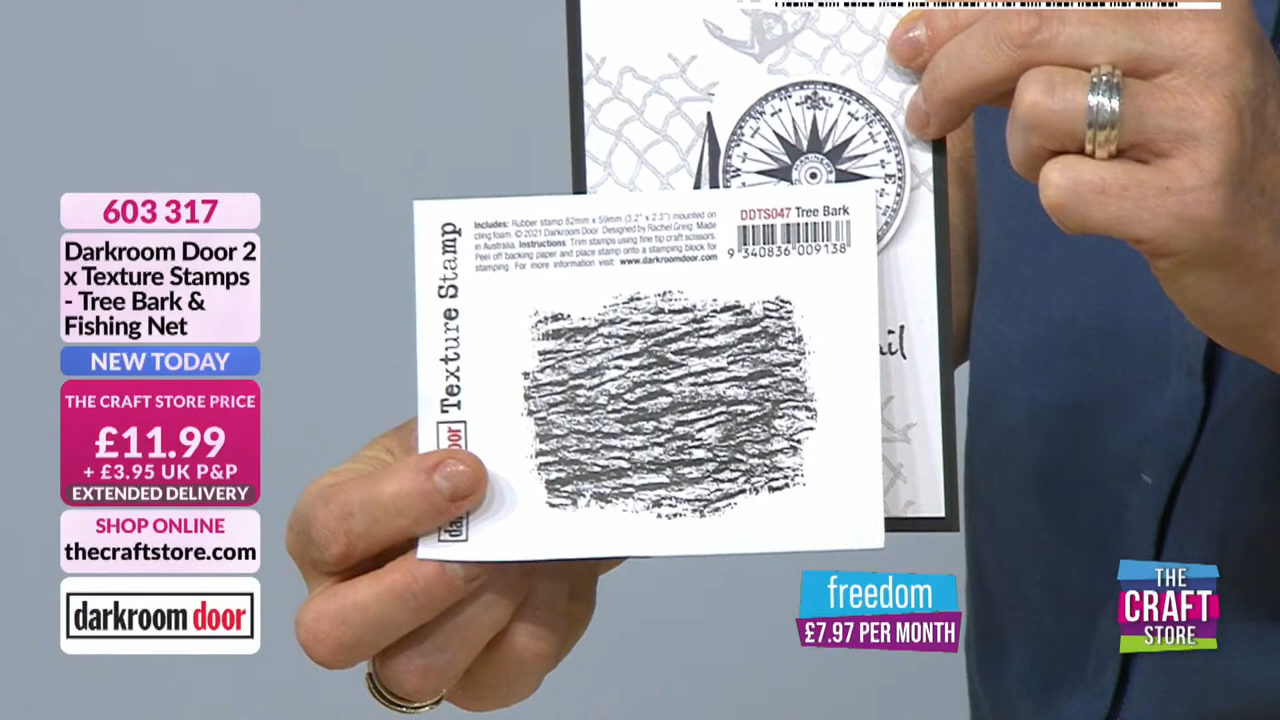 603 317
Darkroom Door 2
x Texture Stamps
- Tree Bark &
Fishing Net
NEW TODAY
THE CRAFT STORE PRICE
£11.99
+ £3.95 UK P&P
EXTENDED DELIVERY
SHOP ONLINE
thecraftstore.com
darkroom door
Texture Stamp
Includes: Rubber stamp 82mm x 59mm (3.2" x 2.3") mounted on
cling foam. © 2021 Darkroom Door. Designed by Rachel Greig. Made
in Australia. Instructions: Trim stamps using fine tip craft scissors.
Peel off backing paper and place stamp onto a stamping block for
stamping. For more information visit: www.darkroomdoor.com
DDTS047 Tree Bark
9 340836 009138
NE
W
E
freedom
£7.97 PER MONTH
THE
CRAFT
STORE